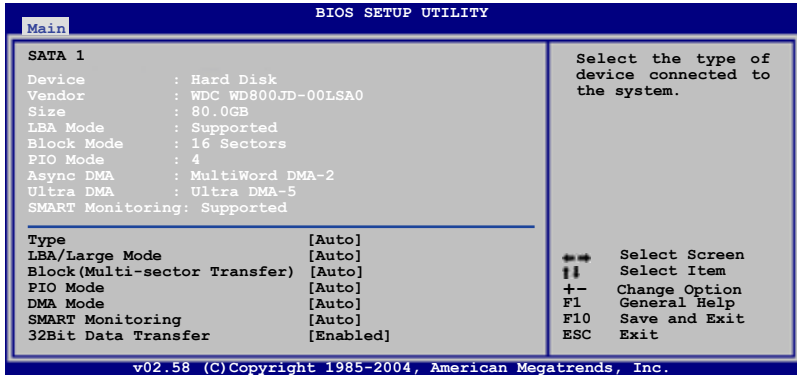 BIOS SETUP UTILITY
Main
SATA 1
Device : Hard Disk
Vendor : WDC WD800JD-00LSA0
Size : 80.0GB
LBA Mode : Supported
Block Mode : 16 Sectors
PIO Mode : 4
Async DMA : MultiWord DMA-2
Ultra DMA : Ultra DMA-5
SMART Monitoring: Supported
Type [Auto]
LBA/Large Mode [Auto]
Block(Multi-sector Transfer) [Auto]
PIO Mode [Auto]
DMA Mode [Auto]
SMART Monitoring [Auto]
32Bit Data Transfer [Enabled]
Select the type of
device connected to
the system.
Select Screen
Select Item
+- Change Option
F1 General Help
F10 Save and Exit
ESC Exit
v02.58 (C)Copyright 1985-2004, American Megatrends, Inc.